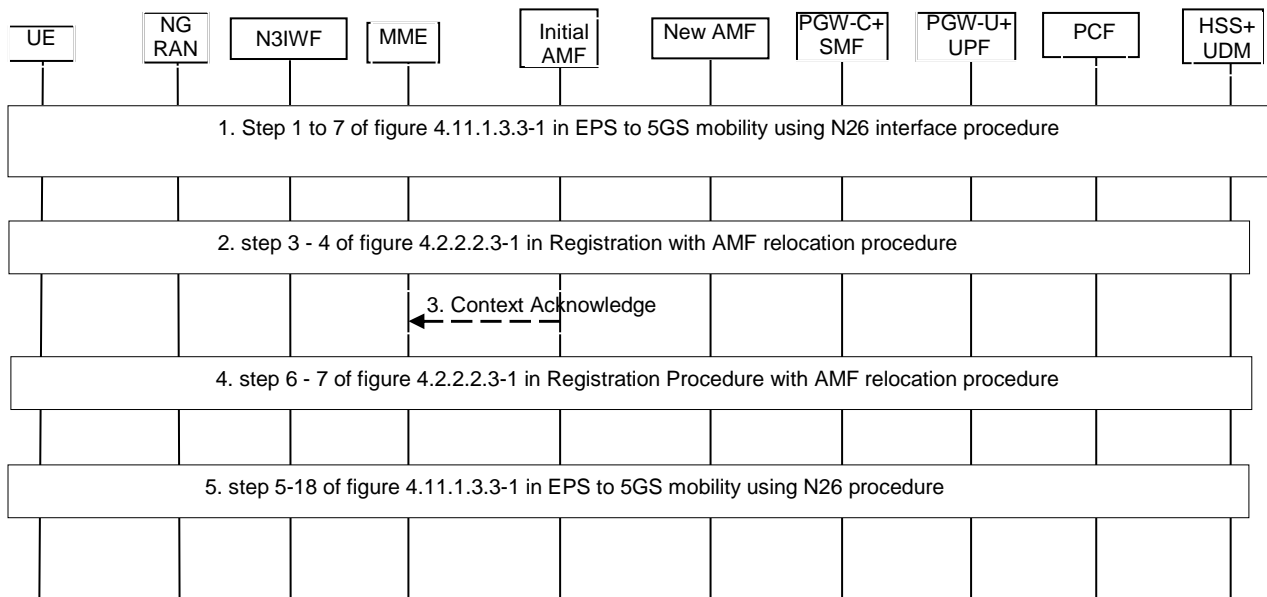 UE
NG
RAN
N3IWF
MME
Initial
AMF
New AMF
PGW-C+
SMF
PGW-U+
UPF
PCF
HSS+
UDM
1. Step 1 to 7 of figure 4.11.1.3.3-1 in EPS to 5GS mobility using N26 interface procedure
2. step 3 - 4 of figure 4.2.2.2.3-1 in Registration with AMF relocation procedure
3. Context Acknowledge
4. step 6 - 7 of figure 4.2.2.2.3-1 in Registration Procedure with AMF relocation procedure
5. step 5-18 of figure 4.11.1.3.3-1 in EPS to 5GS mobility using N26 procedure